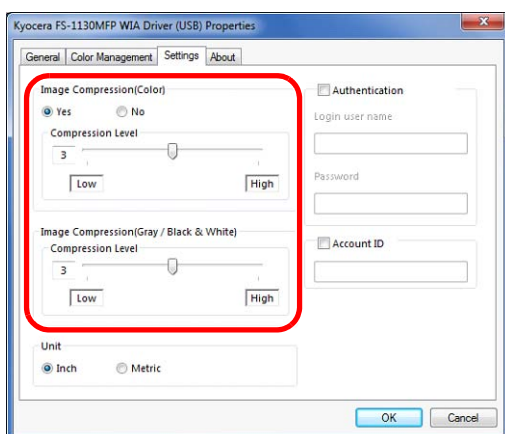 Kyocera FS-1130MFP WIA Driver (USB) Properties
General Color Management Settings About
Image Compression(Color)
Yes No
Compression Level
3
Low High
Image Compression(Gray / Black & White)
Compression Level
3
Low High
Unit
Inch Metric
Authentication
Login user name
Password
Account ID
OK Cancel